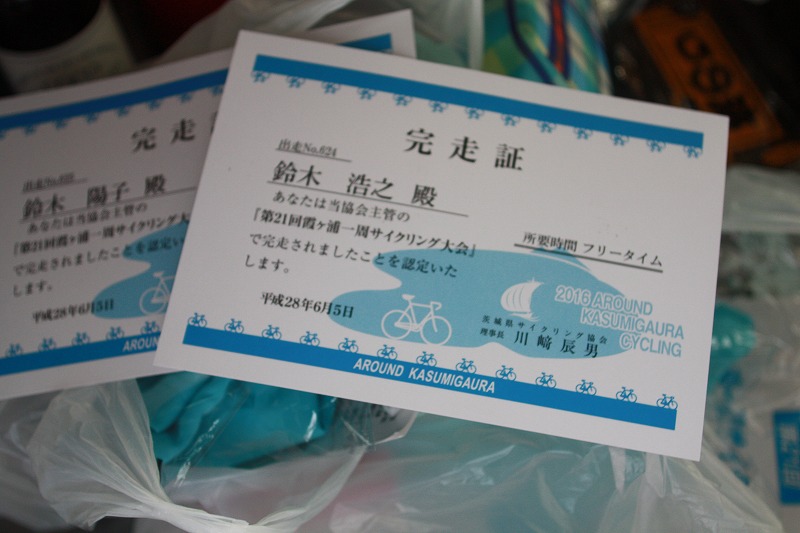 完走証
出走No.624
鈴木 浩之 殿
あなたは当協会主管の
『第21回霞ヶ浦一周サイクリング大会』
で完走されましたことを認定いた
します。
所要時間 フリータイム
平成28年6月5日
2016 AROUND
KASUMIGAURA
CYCLING
茨城県サイクリング協会
理事長 川﨑辰男
AROUND KASUMIGAURA
完走
鈴木 陽子 殿
あなたは当協会主管の
『第21回霞ヶ浦一周サイクリング大
で完走されましたことを認定
します。
平成28年6月5日
AROUND